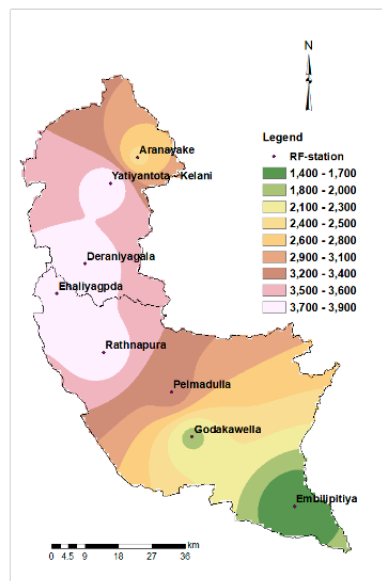 N
Legend
RF-station
1,400 - 1,700
1,800 - 2,000
2,100 - 2,300
2,400 - 2,500
2,600 - 2,800
2,900 - 3,100
3,200 - 3,400
3,500 - 3,600
3,700 - 3,900
Aranayake
Yatiyantota - Kelani
Deraniyagala
Ehaliyagpda
Rathnapura
Pelmadulla
Godakawella
Embilipitiya
km
0 4.5 9 18 27 36